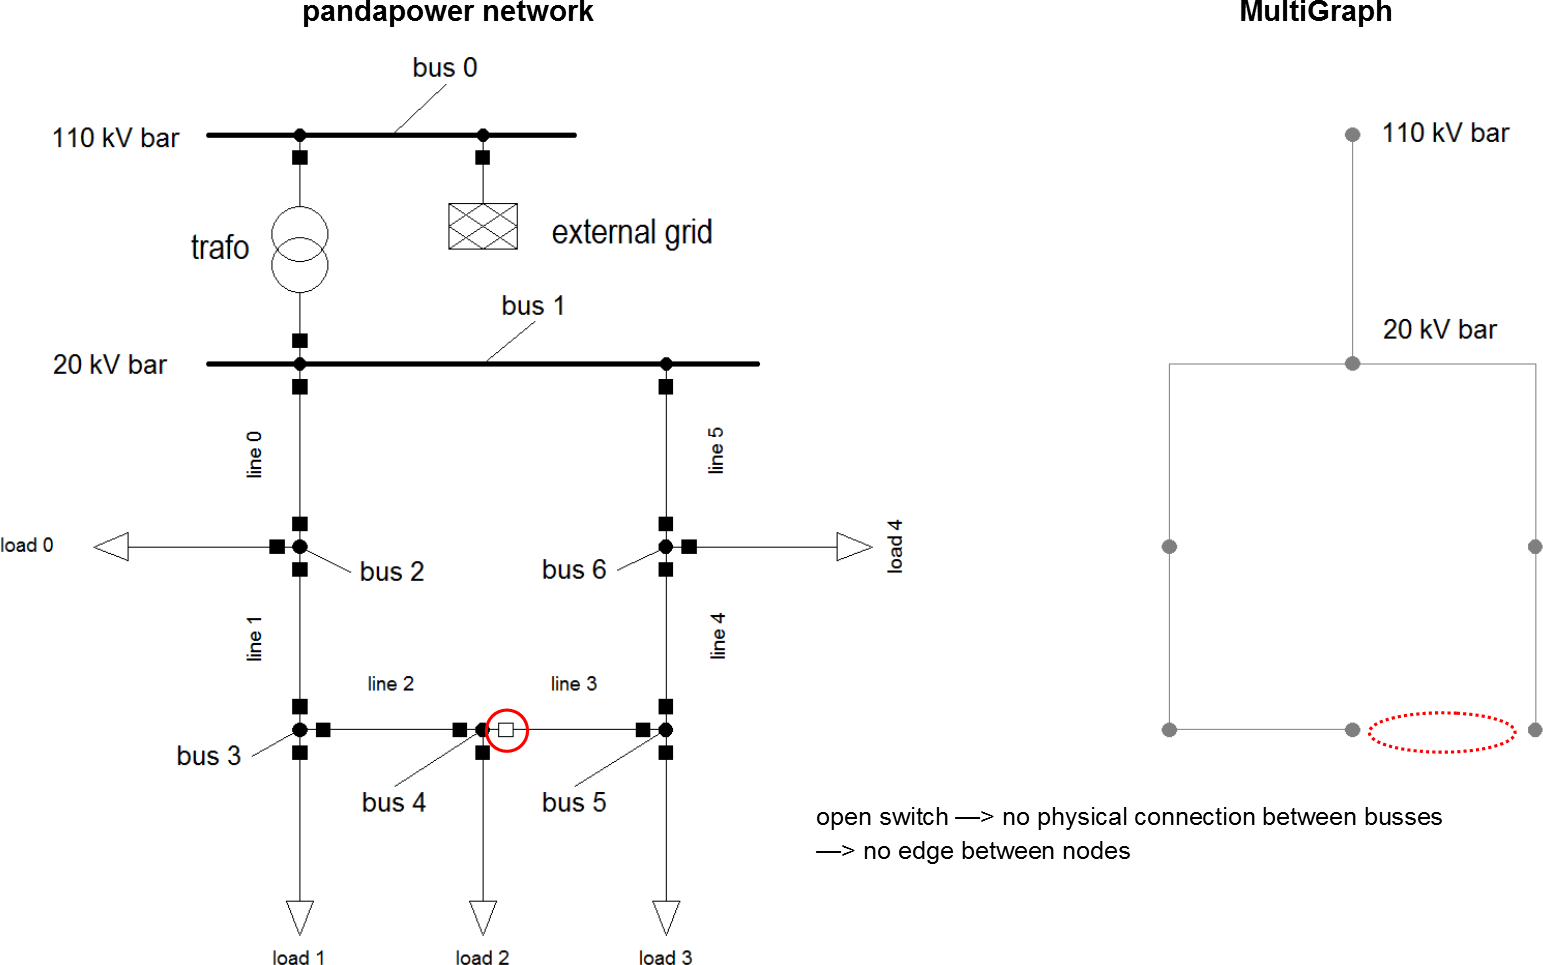 pandapower network
MultiGraph
bus 0
110 kV bar
110 kV bar
trafo
external grid
bus 1
20 kV bar
20 kV bar
line 0
line 5
load 0
load 4
bus 2
bus 6
line 1
line 4
line 2
line 3
bus 3
bus 4
bus 5
open switch —> no physical connection between busses
—> no edge between nodes
load 1
load 2
load 3